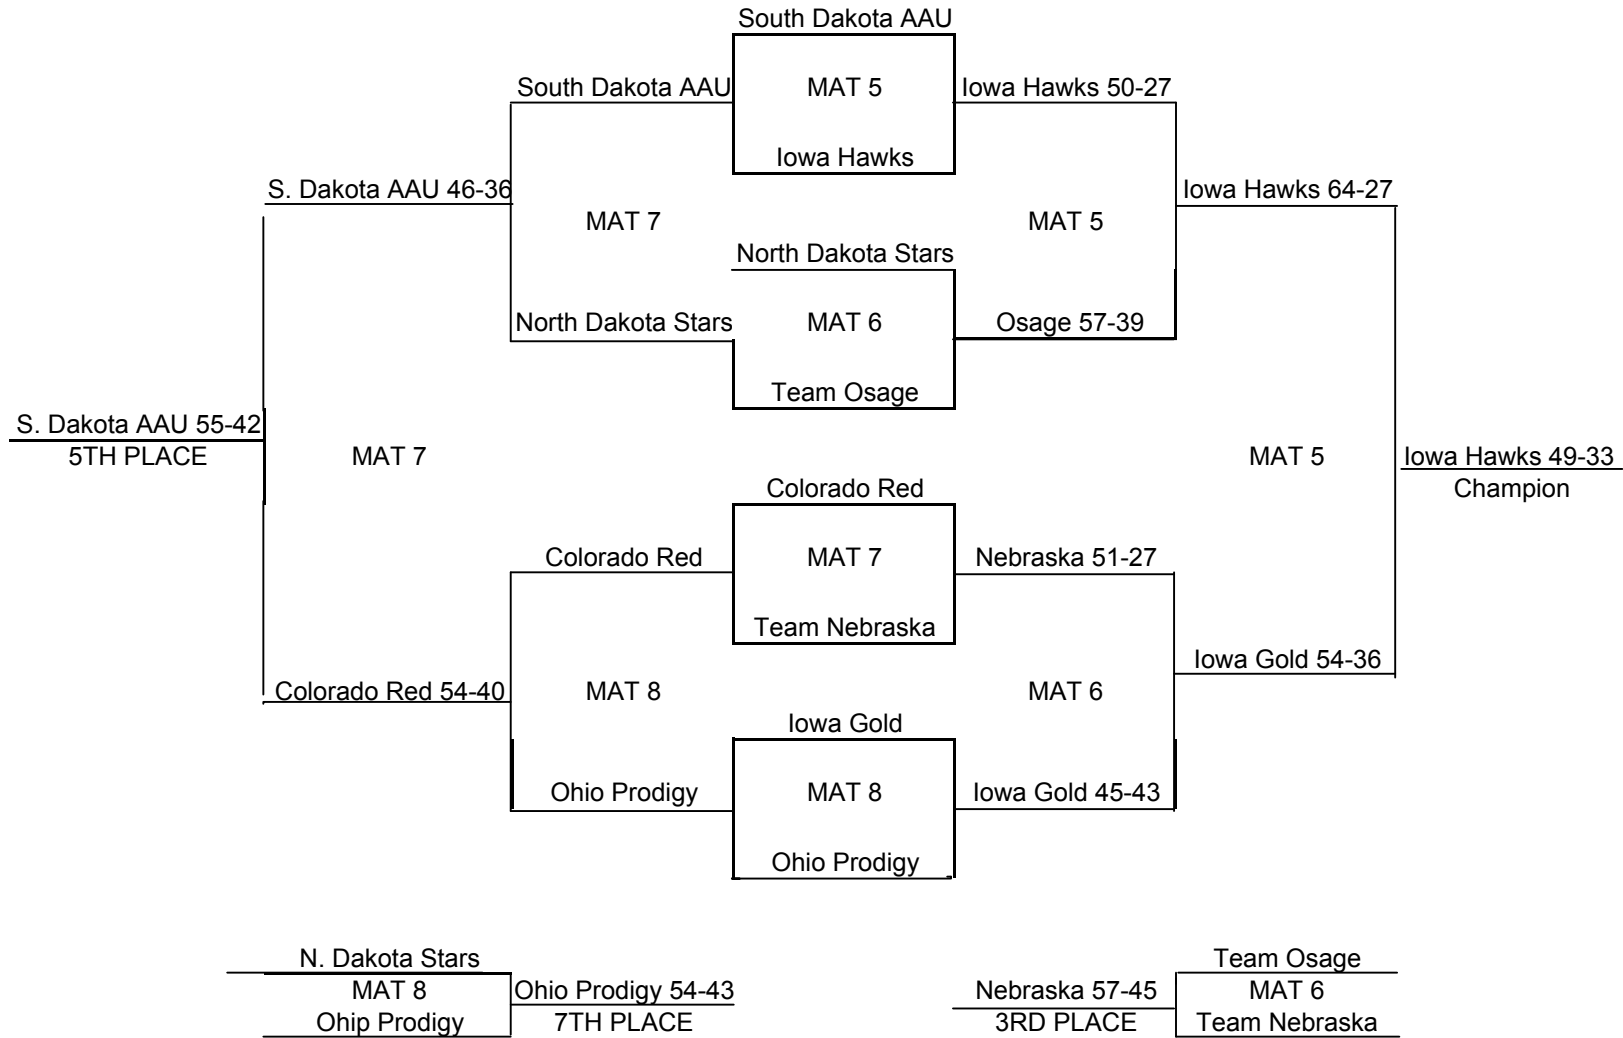 South Dakota AAU
South Dakota AAU
MAT 5
Iowa Hawks 50-27
Iowa Hawks
S. Dakota AAU 46-36
Iowa Hawks 64-27
MAT 7
MAT 5
North Dakota Stars
North Dakota Stars
MAT 6
Osage 57-39
Team Osage
S. Dakota AAU 55-42
5TH PLACE
MAT 7
MAT 5
Iowa Hawks 49-33
Champion
Colorado Red
Colorado Red
MAT 7
Nebraska 51-27
Team Nebraska
Iowa Gold 54-36
Colorado Red 54-40
MAT 8
MAT 6
Iowa Gold
Ohio Prodigy
MAT 8
Iowa Gold 45-43
Ohio Prodigy
N. Dakota Stars
MAT 8
Ohip Prodigy
Ohio Prodigy 54-43
7TH PLACE
Nebraska 57-45
3RD PLACE
Team Osage
MAT 6
Team Nebraska